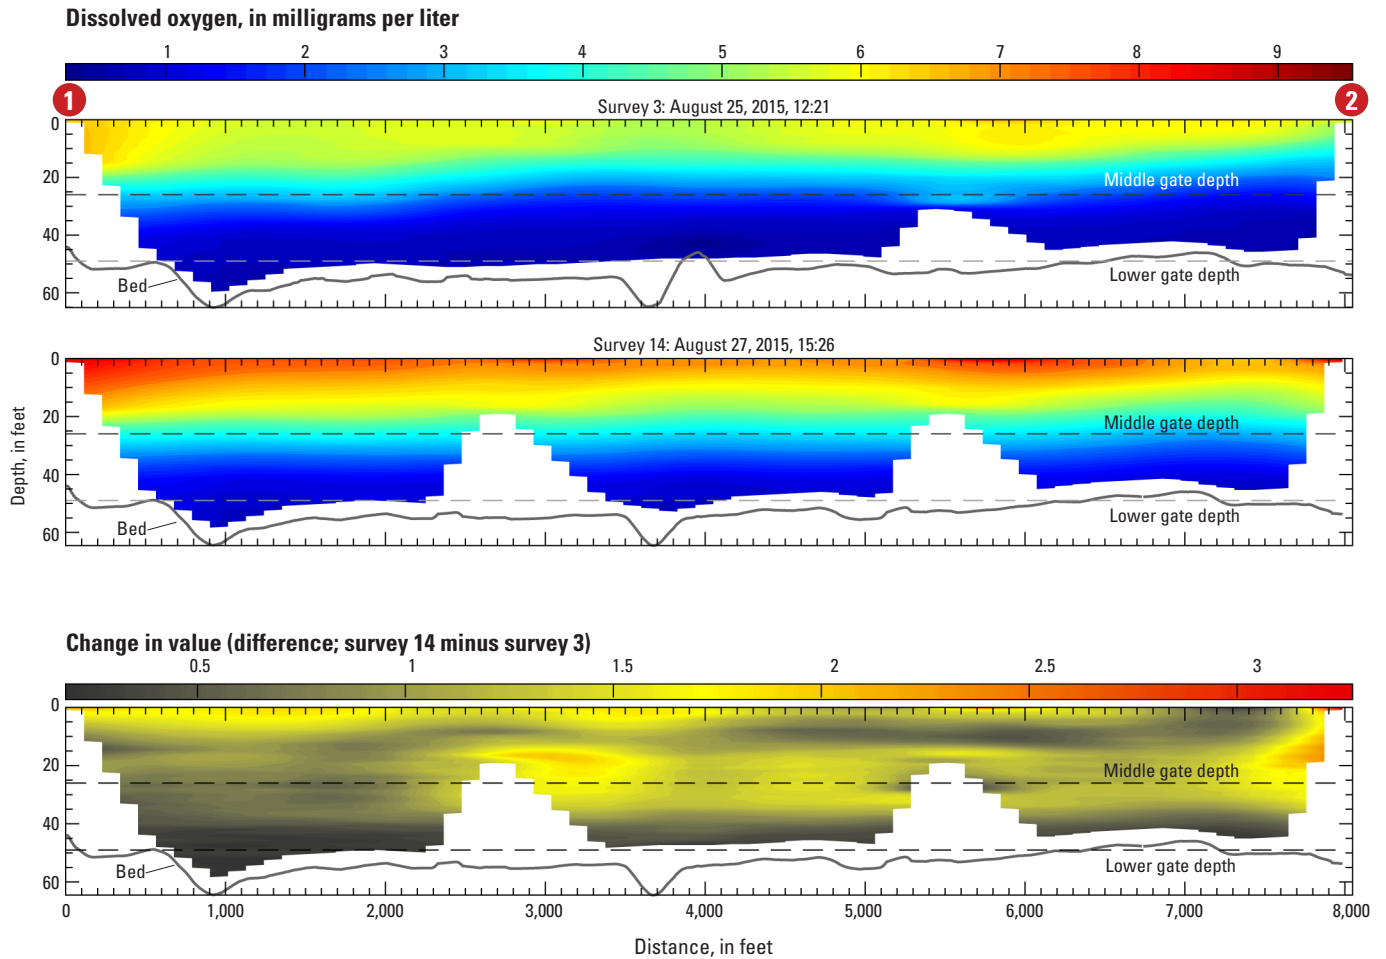 Dissolved oxygen, in milligrams per liter
1 2 3 4 5 6 7 8 9
1 2
Survey 3: August 25, 2015, 12:21
0
20
40
60
Middle gate depth
Lower gate depth
Bed
Survey 14: August 27, 2015, 15:26
0
20
40
60
Middle gate depth
Lower gate depth
Bed
Depth, in feet
Change in value (difference; survey 14 minus survey 3)
0.5 1 1.5 2 2.5 3
0
20
40
60
Middle gate depth
Lower gate depth
Bed
0 1,000 2,000 3,000 4,000 5,000 6,000 7,000 8,000
Distance, in feet